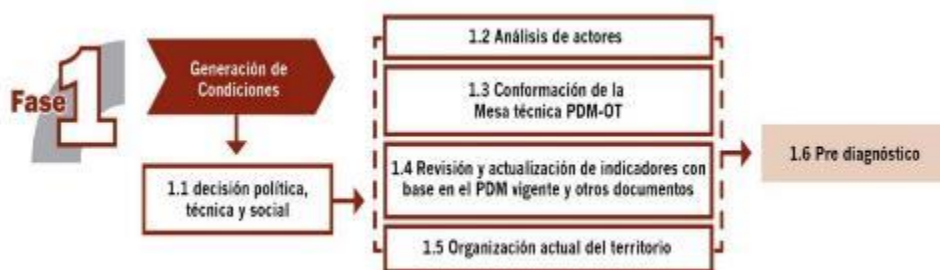 Fase 1
Generación de
Condiciones
1.1 decisión política,
técnica y social
1.2 Análisis de actores
1.3 Conformación de la
Mesa técnica PDM-OT
1.4 Revisión y actualización de indicadores con
base en el PDM vigente y otros documentos
1.5 Organización actual del territorio
1.6 Pre diagnóstico